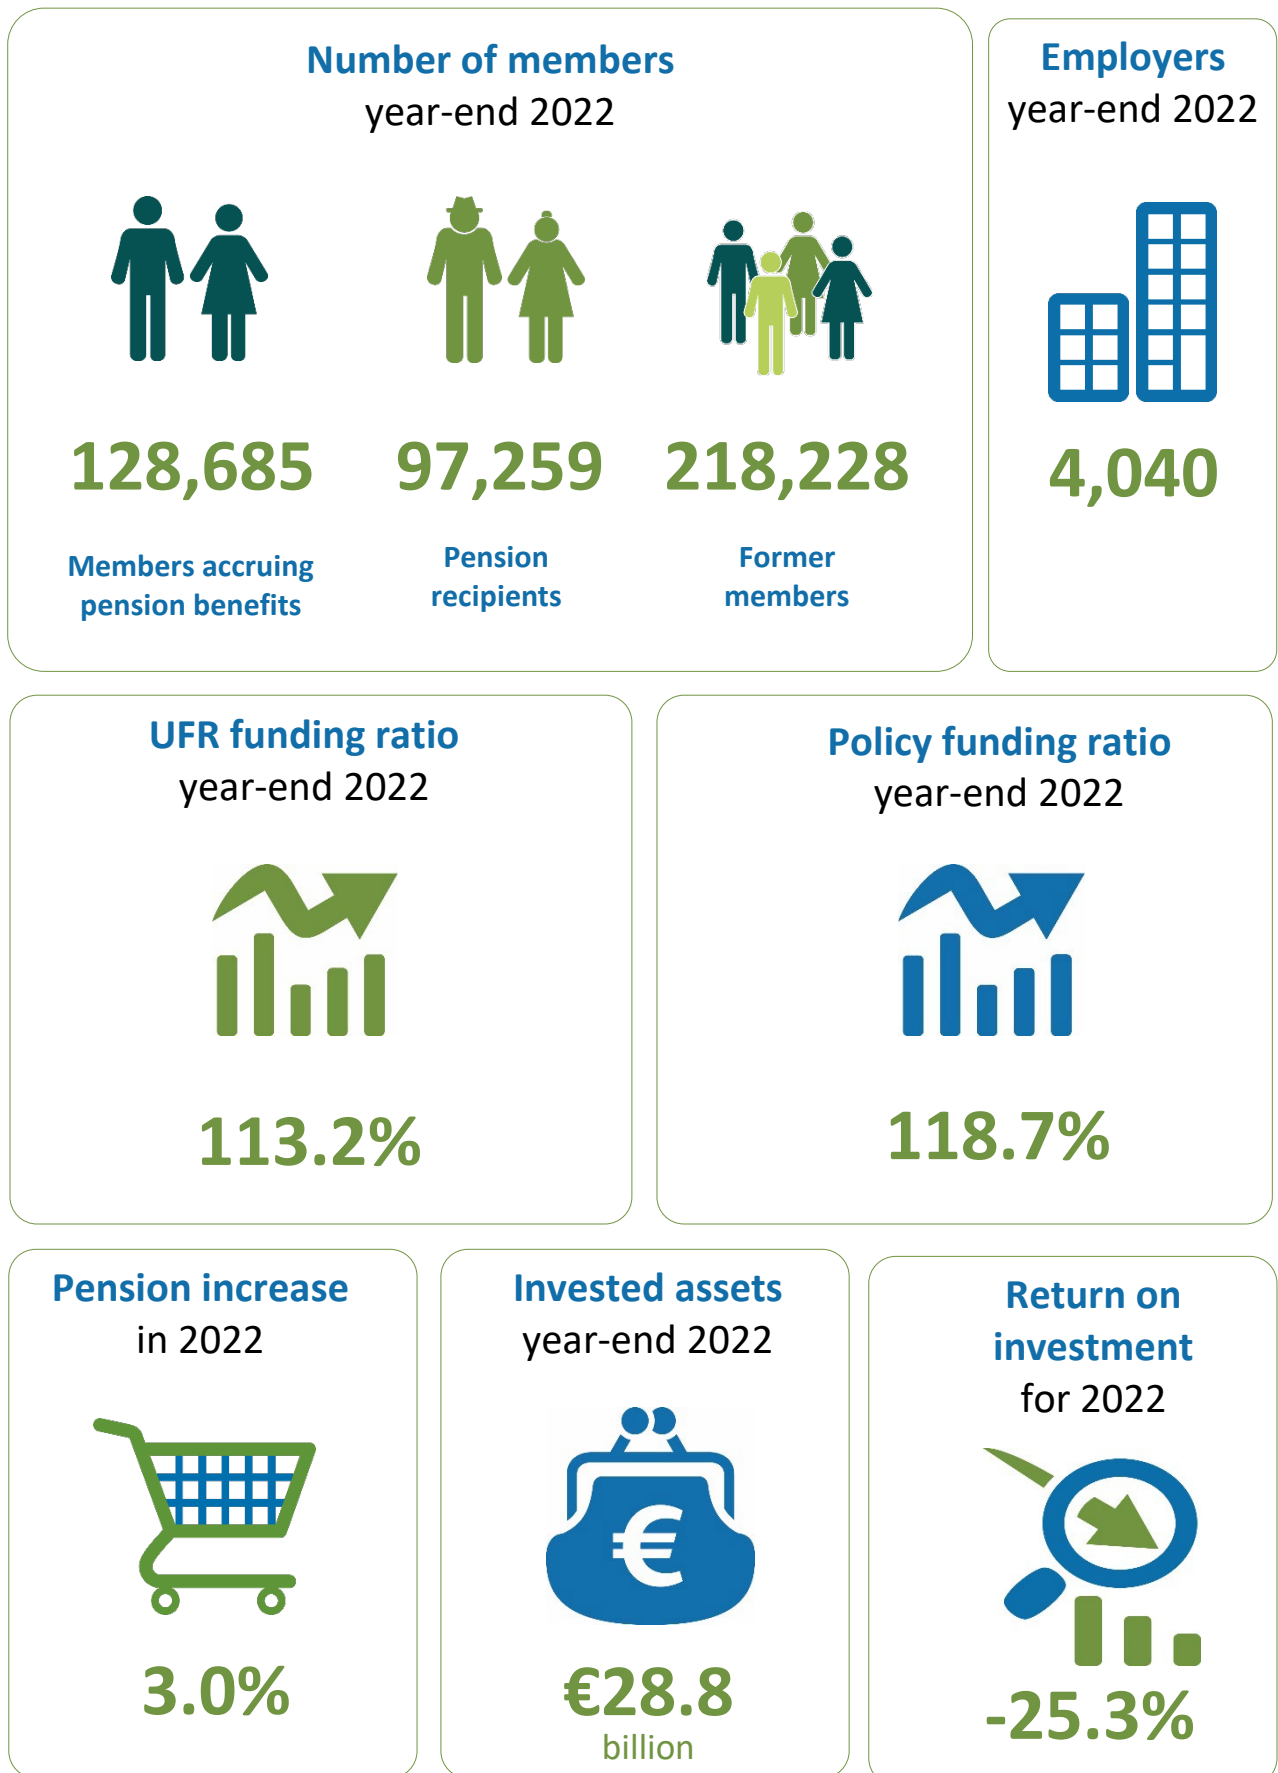 Number of members
year-end 2022
128,685
Members accruing
pension benefits
97,259
Pension
recipients
218,228
Former
members
Employers
year-end 2022
4,040
UFR funding ratio
year-end 2022
113.2%
Policy funding ratio
year-end 2022
118.7%
Pension increase
in 2022
3.0%
Invested assets
year-end 2022
€
€28.8
billion
Return on
investment
for 2022
-25.3%